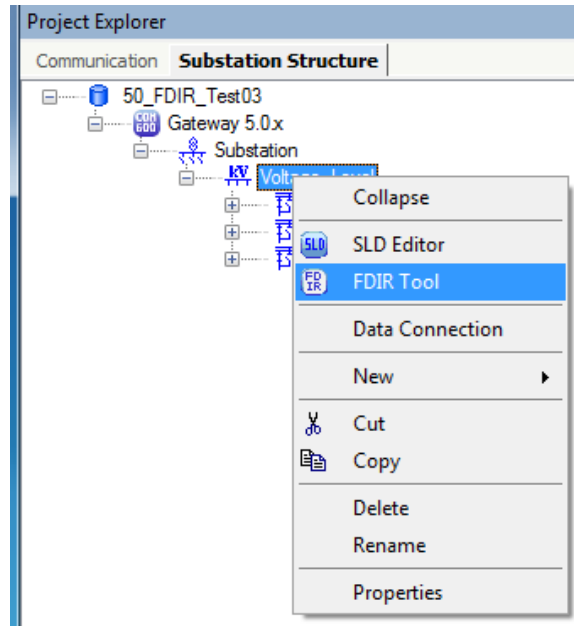 Project Explorer
Communication Substation Structure
50_FDIR_Test03
COM
600
Gateway 5.0.x
Substation
KV
Collapse
SLD
SLD Editor
FD
IR
FDIR Tool
Data Connection
New
Cut
Copy
Delete
Rename
Properties